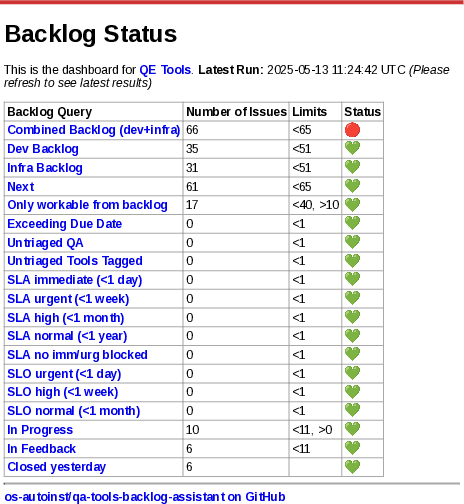 Backlog Status
This is the dashboard for QE Tools. Latest Run: 2025-05-13 11:24:42 UTC (Please
refresh to see latest results)
Backlog Query Number of Issues Limits Status
Combined Backlog (dev+infra) 66 <65 🔴
Dev Backlog 35 <51 💚
Infra Backlog 31 <51 💚
Next 61 <65 💚
Only workable from backlog 17 <40, >10 💚
Exceeding Due Date 0 <1 💚
Untriaged QA 0 <1 💚
Untriaged Tools Tagged 0 <1 💚
SLA immediate (<1 day) 0 <1 💚
SLA urgent (<1 week) 0 <1 💚
SLA high (<1 month) 0 <1 💚
SLA normal (<1 year) 0 <1 💚
SLA no imm/urg blocked 0 <1 💚
SLO urgent (<1 day) 0 <1 💚
SLO high (<1 week) 0 <1 💚
SLO normal (<1 month) 0 <1 💚
In Progress 10 <11, >0 💚
In Feedback 6 <11 💚
Closed yesterday 6 💚
os-autoinst/qa-tools-backlog-assistant on GitHub